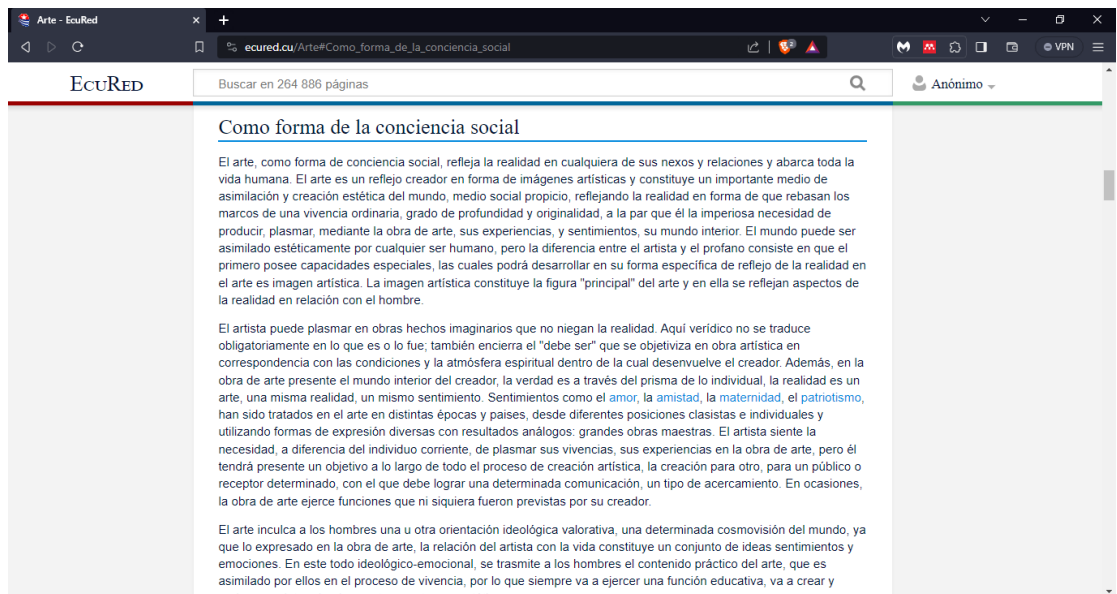 Arte - EcuRed
ecured.cu/Arte#Como_forma_de_la_conciencia_social
2
VPN
EcuRed
Buscar en 264 886 páginas
Anónimo
Como forma de la conciencia social
El arte, como forma de conciencia social, refleja la realidad en cualquiera de sus nexos y relaciones y abarca toda la
vida humana. El arte es un reflejo creador en forma de imágenes artísticas y constituye un importante medio de
asimilación y creación estética del mundo, medio social propicio, reflejando la realidad en forma de que rebasan los
marcos de una vivencia ordinaria, grado de profundidad y originalidad, a la par que él la imperiosa necesidad de
producir, plasmar, mediante la obra de arte, sus experiencias, y sentimientos, su mundo interior. El mundo puede ser
asimilado estéticamente por cualquier ser humano, pero la diferencia entre el artista y el profano consiste en que el
primero posee capacidades especiales, las cuales podrá desarrollar en su forma específica de reflejo de la realidad en
el arte es imagen artística. La imagen artística constituye la figura "principal" del arte y en ella se reflejan aspectos de
la realidad en relación con el hombre.
El artista puede plasmar en obras hechos imaginarios que no niegan la realidad. Aquí verídico no se traduce
obligatoriamente en lo que es o lo fue; también encierra el "debe ser" que se objetiviza en obra artística en
correspondencia con las condiciones y la atmósfera espiritual dentro de la cual desenvuelve el creador. Además, en la
obra de arte presente el mundo interior del creador, la verdad es a través del prisma de lo individual, la realidad es un
arte, una misma realidad, un mismo sentimiento. Sentimientos como el amor, la amistad, la maternidad, el patriotismo,
han sido tratados en el arte en distintas épocas y paises, desde diferentes posiciones clasistas e individuales y
utilizando formas de expresión diversas con resultados análogos: grandes obras maestras. El artista siente la
necesidad, a diferencia del individuo corriente, de plasmar sus vivencias, sus experiencias en la obra de arte, pero él
tendrá presente un objetivo a lo largo de todo el proceso de creación artística, la creación para otro, para un público o
receptor determinado, con el que debe lograr una determinada comunicación, un tipo de acercamiento. En ocasiones,
la obra de arte ejerce funciones que ni siquiera fueron previstas por su creador.
El arte inculca a los hombres una u otra orientación ideológica valorativa, una determinada cosmovisión del mundo, ya
que lo expresado en la obra de arte, la relación del artista con la vida constituye un conjunto de ideas sentimientos y
emociones. En este todo ideológico-emocional, se trasmite a los hombres el contenido práctico del arte, que es
asimilado por ellos en el proceso de vivencia, por lo que siempre va a ejercer una función educativa, va a crear y